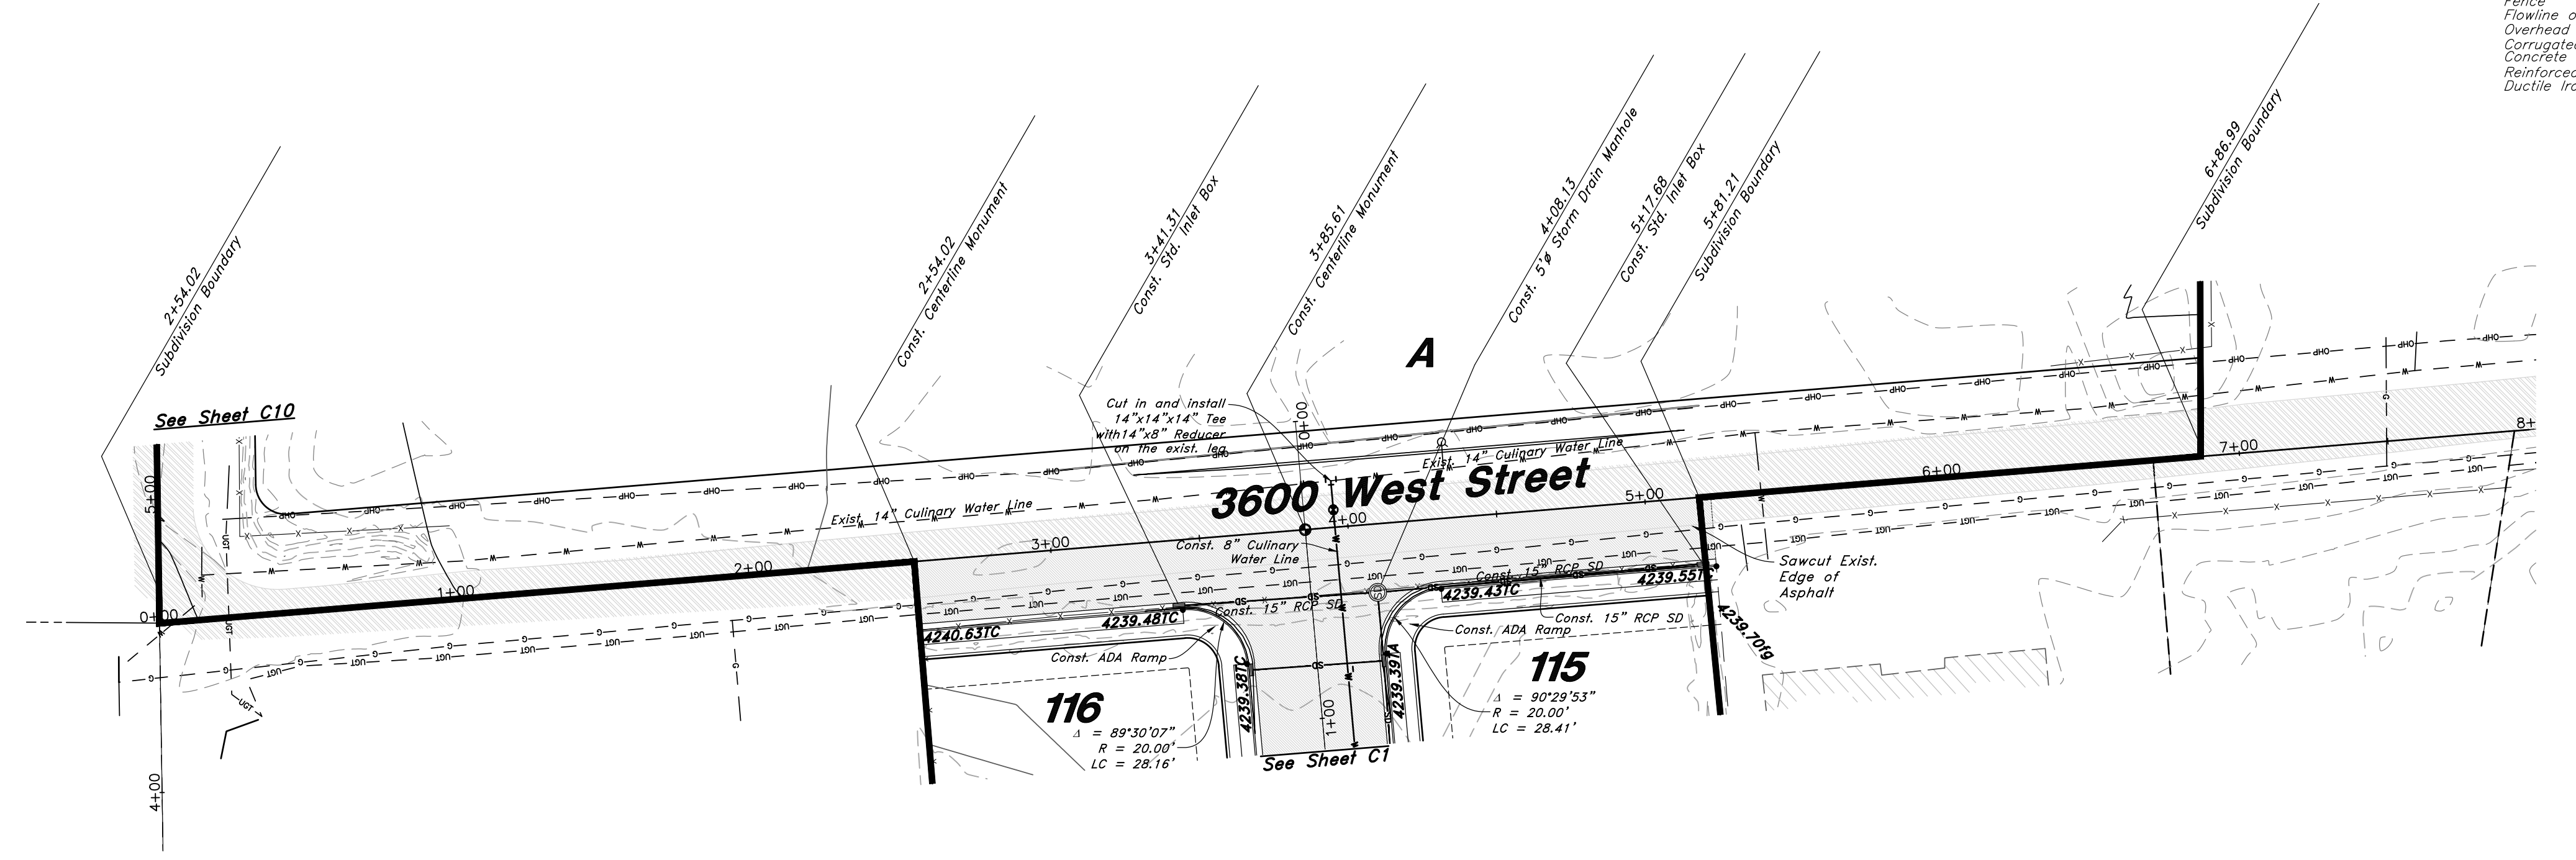 Fence
Flowline o
Overhead
Corrugated
Concrete
Reinforced
Ductile Iro
2+54.02
Subdivision Boundary
2+54.02
Const. Centerline Monument
3+41.31
Const. Std. Inlet Box
3+85.61
Const. Centerline Monument
4+08.13
Const. 5'ø Storm Drain Manhole
5+17.68
Const. Std. Inlet Box
5+81.21
Subdivision Boundary
6+86.99
Subdivision Boundary
A
See Sheet C10
Cut in and install
14"x14"x14" Tee
with14"x8" Reducer
on the exist. leg
0+00
Exist. 14" Culinary Water Line
Exist. 14" Culinary Water Line
3600 West Street
5+00
0+00
1+00
2+00
3+00
4+00
5+00
6+00
7+00
8+
4+00
Const. 8" Culinary
Water Line
Const. 15" RCP SD
Const. 15" RCP SD
Const. 15" RCP SD
Sawcut Exist.
Edge of
Asphalt
4240.63TC
4239.48TC
4239.43TC
4239.55TC
4239.70fg
4239.38TC
4239.39TA
SD
Const. ADA Ramp
Const. ADA Ramp
116
Δ = 89°30'07"
R = 20.00'
LC = 28.16'
115
Δ = 90°29'53"
R = 20.00'
LC = 28.41'
1+00
See Sheet C1